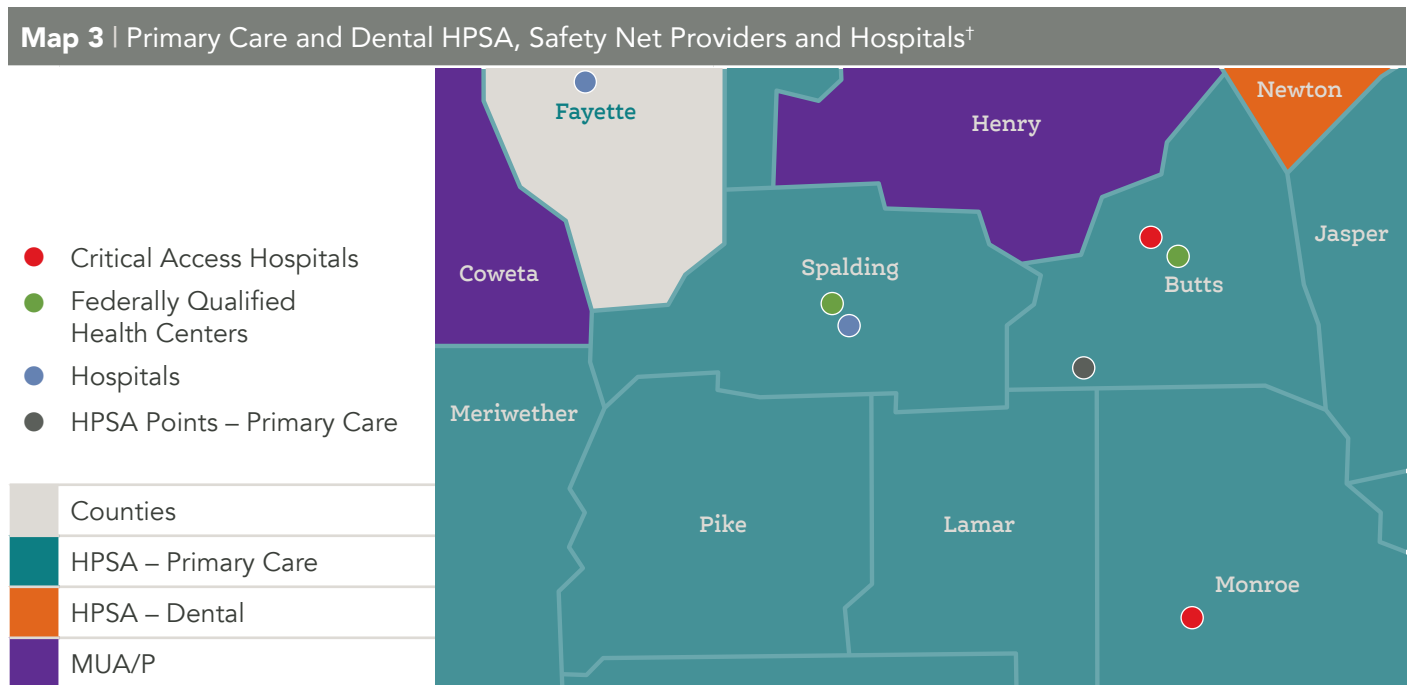 Map 3 | Primary Care and Dental HPSA, Safety Net Providers and Hospitals†
Critical Access Hospitals
Federally Qualified
Health Centers
Hospitals
HPSA Points – Primary Care
Counties
HPSA – Primary Care
HPSA – Dental
MUA/P
Newton
Fayette
Henry
Jasper
Coweta
Spalding
Butts
Meriwether
Pike
Lamar
Monroe